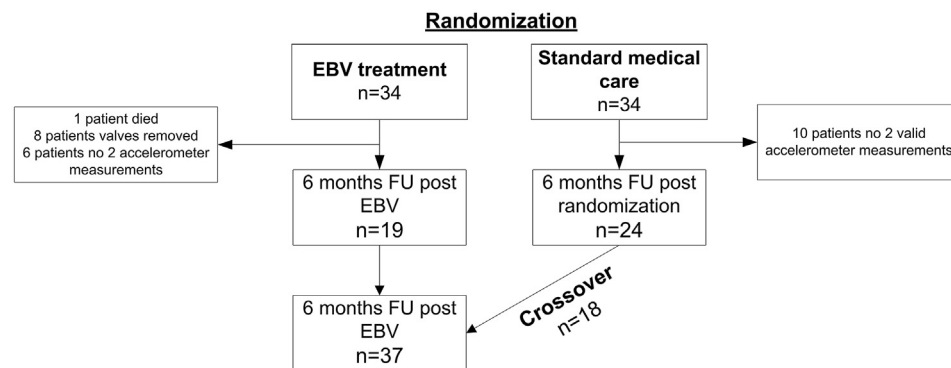 Randomization
EBV treatment
n=34
Standard medical
care
n=34
1 patient died
8 patients valves removed
6 patients no 2 accelerometer
measurements
10 patients no 2 valid
accelerometer measurements
6 months FU post
EBV
n=19
6 months FU post
randomization
n=24
Crossover
n=18
6 months FU post
EBV
n=37